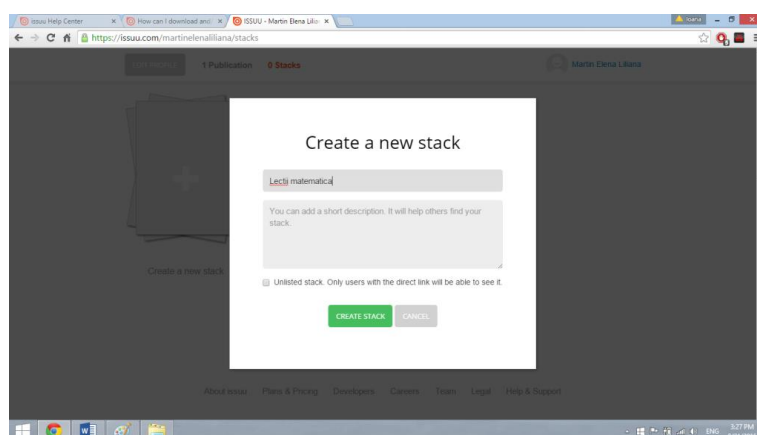 issuu Help Center
How can I download and
ISSUU - Martin Elena Lilia
Ioana
https://issuu.com/martinelenaliliana/stacks
1 Publication
0 Stacks
Martin Elena Liliana
Create a new stack
Lectii matematica
You can add a short description. It will help others find your
stack.
Unlisted stack. Only users with the direct link will be able to see it.
CREATE STACK
CANCEL
Create a new stack
About issuu
Plans & Pricing
Developers
Careers
Team
Legal
Help & Support
ENG
3:27 PM